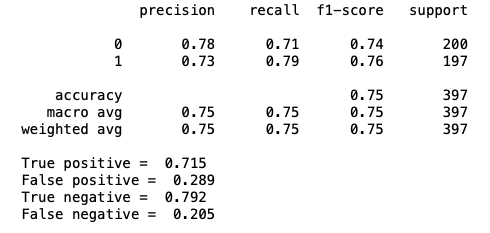 precision recall f1-score support
0 0.78 0.71 0.74 200
1 0.73 0.79 0.76 197
accuracy 0.75 397
macro avg 0.75 0.75 0.75 397
weighted avg 0.75 0.75 0.75 397
True positive = 0.715
False positive = 0.289
True negative = 0.792
False negative = 0.205